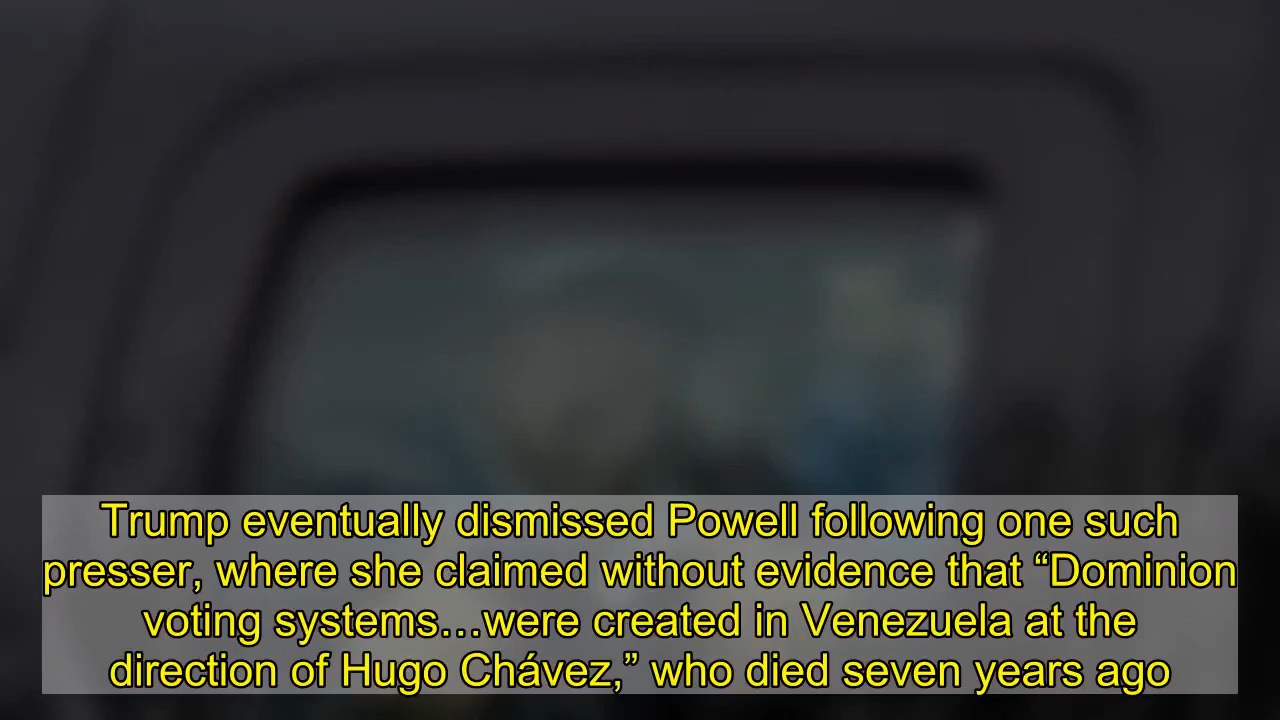 Trump eventually dismissed Powell following one such
presser, where she claimed without evidence that “Dominion
voting systems…were created in Venezuela at the
direction of Hugo Chávez,” who died seven years ago